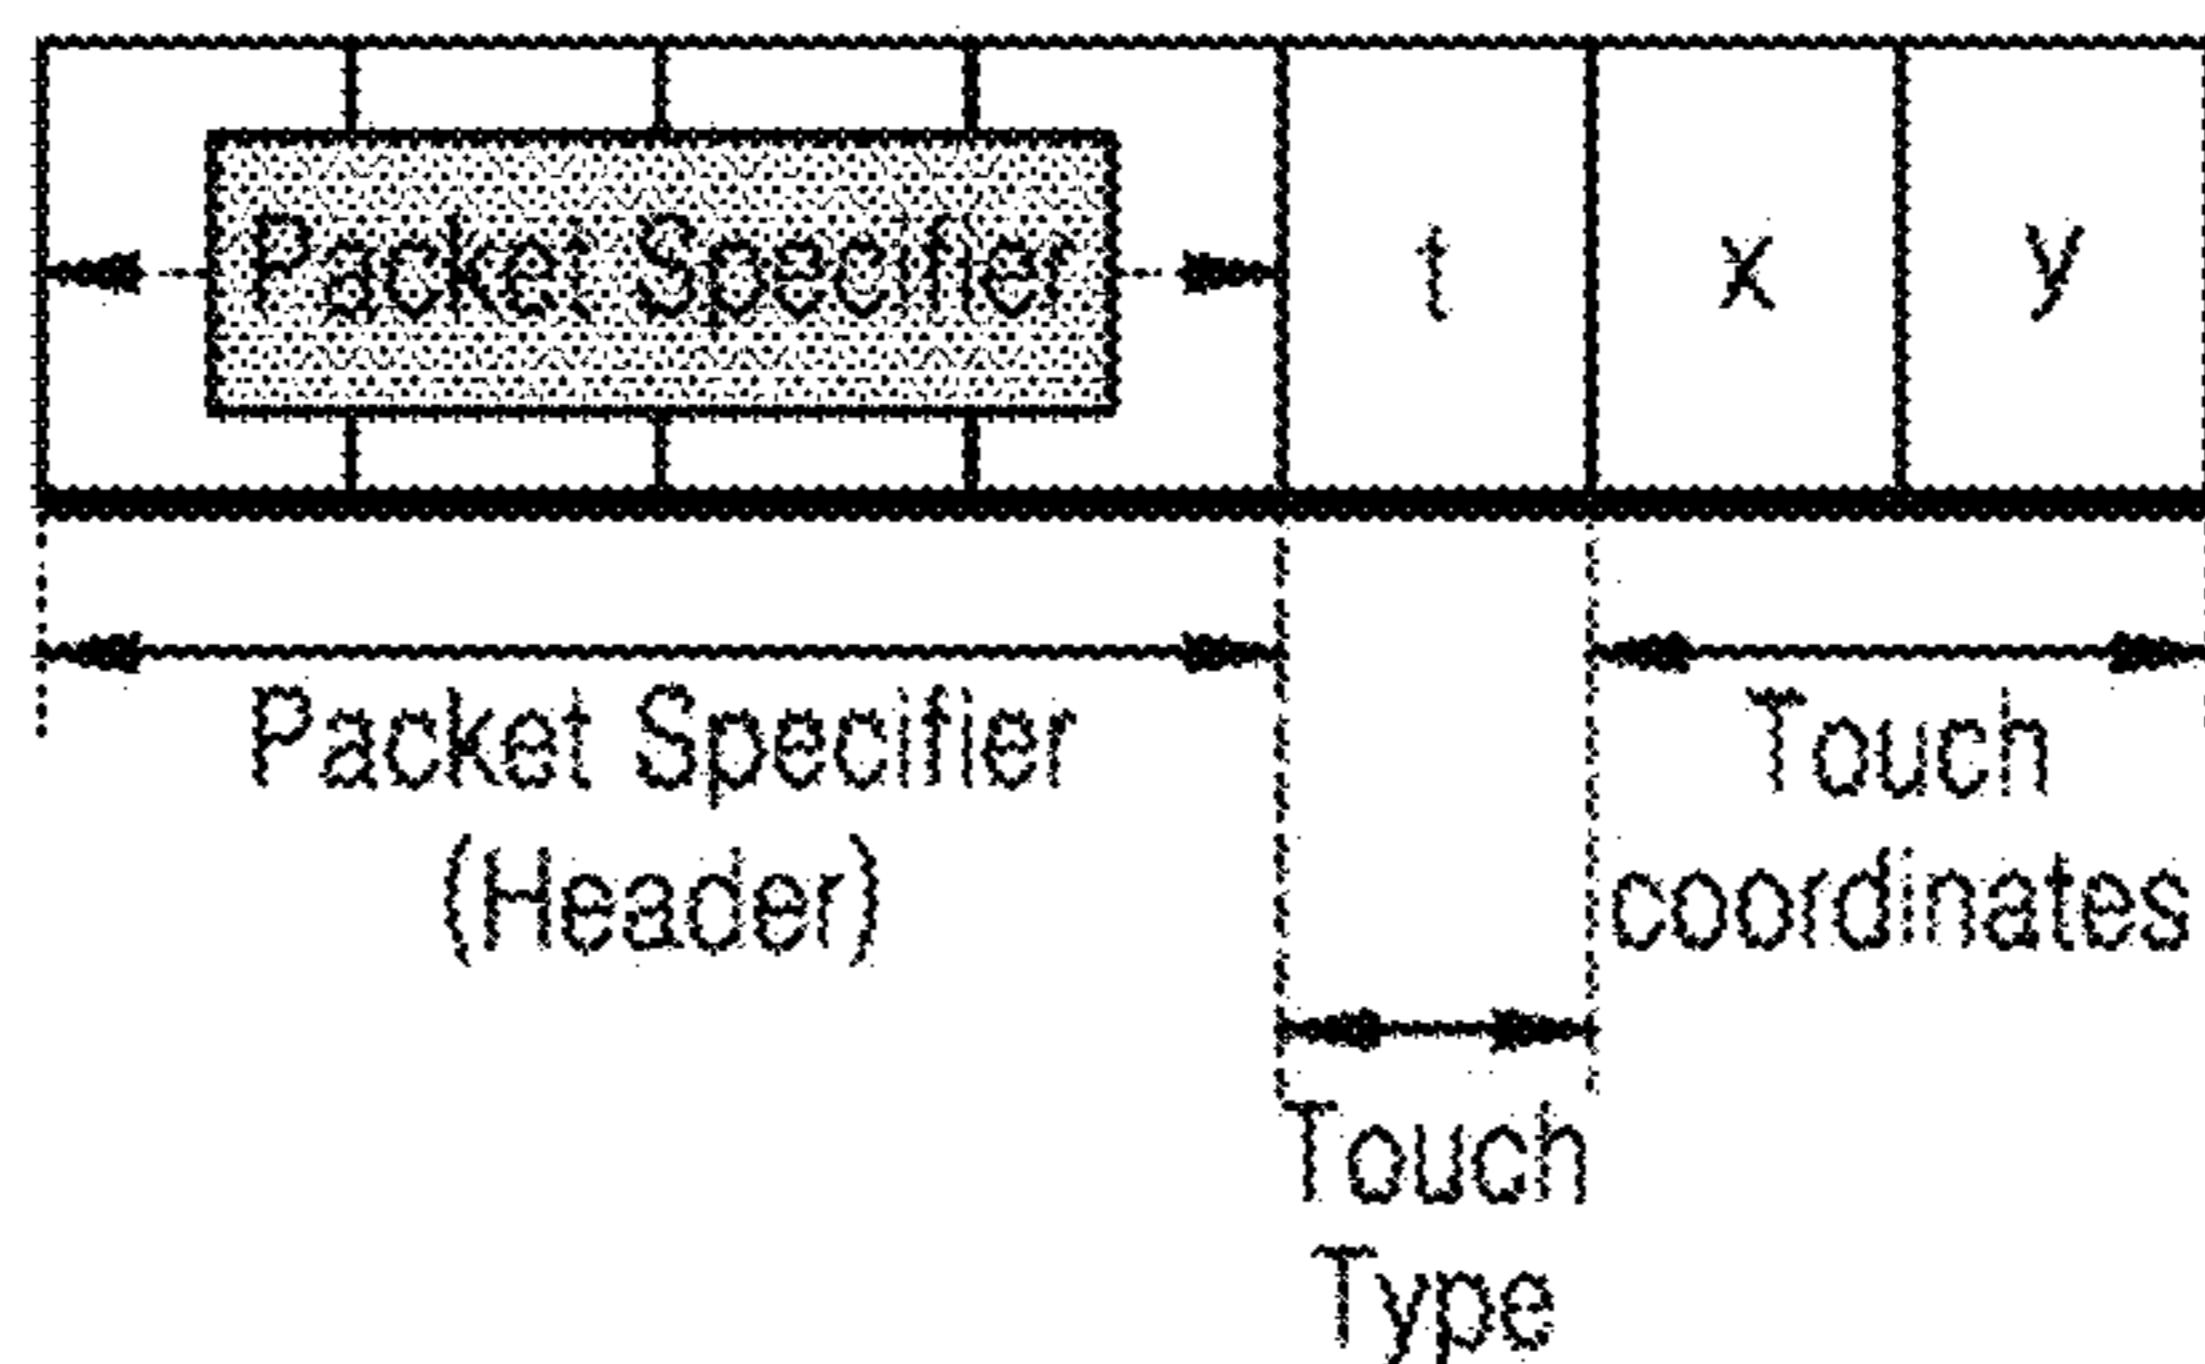 Packet Specifier t x y
Packet Specifier
(Header)
Touch
coordinates
Touch
Type